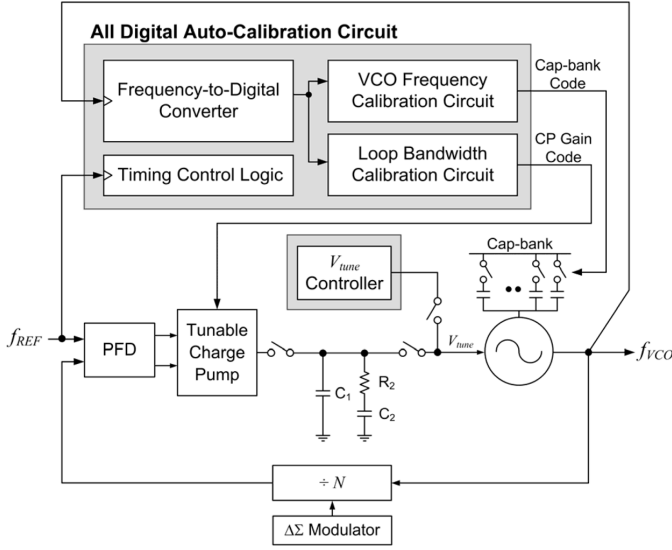 All Digital Auto-Calibration Circuit
Frequency-to-Digital
Converter
VCO Frequency
Calibration Circuit
Cap-bank
Code
Timing Control Logic
Loop Bandwidth
Calibration Circuit
CP Gain
Code
Vtune
Controller
Cap-bank
fREF
PFD
Tunable
Charge
Pump
C1
R2
C2
Vtune
fVCO
÷ N
ΔΣ Modulator